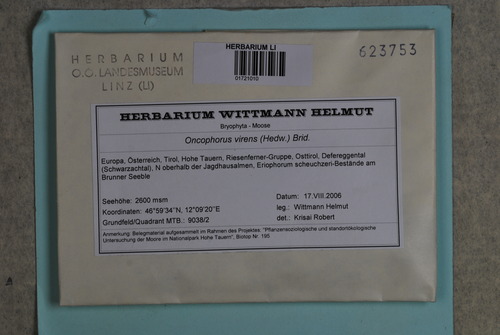 HERBARIUM
O.Ö. LANDESMUSEUM
LINZ (LI)
HERBARIUM LI
01721010
623753
HERBARIUM WITTMANN HELMUT
Bryophyta - Moose
Oncophorus virens (Hedw.) Brid.
Europa, Österreich, Tirol, Hohe Tauern, Riesenferner-Gruppe, Osttirol, Defereggental
(Schwarzachtal), N oberhalb der Jagdhausalmen, Eriophorum scheuchzeri-Bestände am
Brunner Seeble
Seehöhe: 2600 msm
Datum: 17.VIII.2006
Koordinaten: 46°59'34"N, 12°09'20"E
leg.: Wittmann Helmut
Grundfeld/Quadrant MTB.: 9038/2
det.: Krisai Robert
Anmerkung: Belegmaterial aufgesammelt im Rahmen des Projektes, "Pflanzensoziologische und standortökologische
Untersuchung der Moore im Nationalpark Hohe Tauern", Biotop Nr. 195